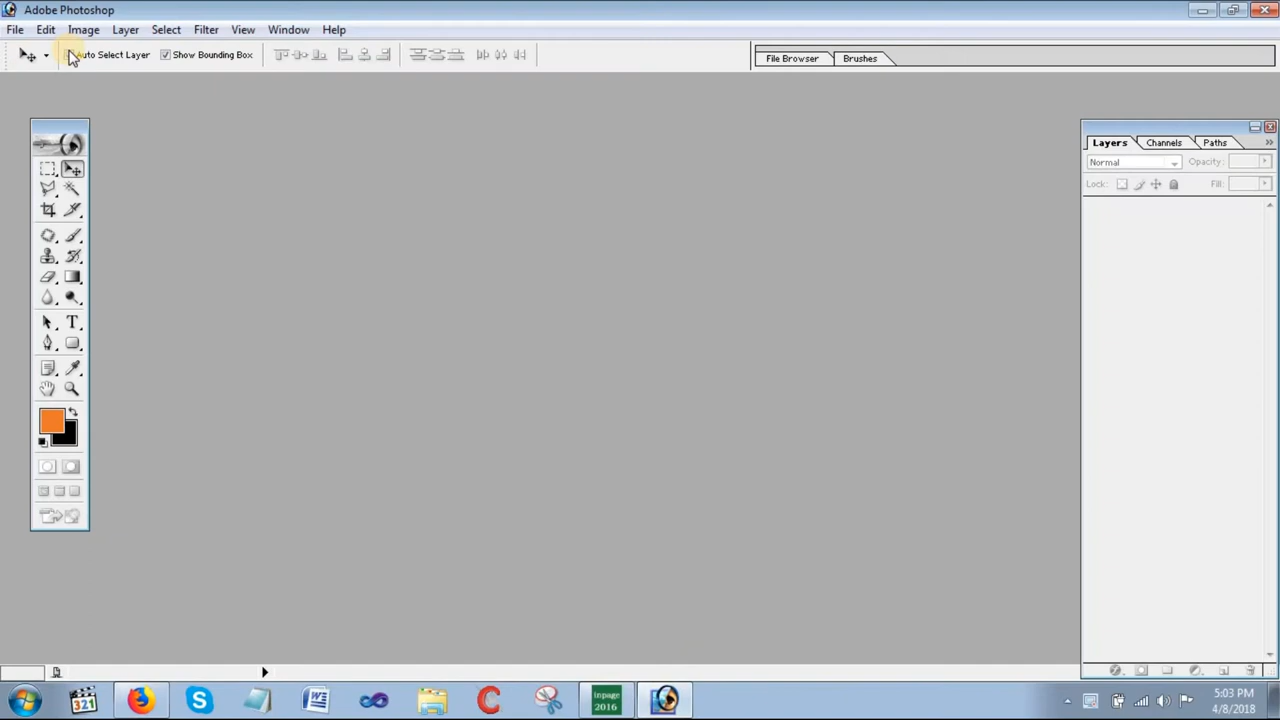 Adobe Photoshop
File Edit Image Layer Select Filter View Window Help
Auto Select Layer Show Bounding Box File Browser Brushes
Layers Channels Paths
Normal Opacity:
Lock: Fill:
T
321
S
W
C
Inpage
2016
5:03 PM
4/8/2018